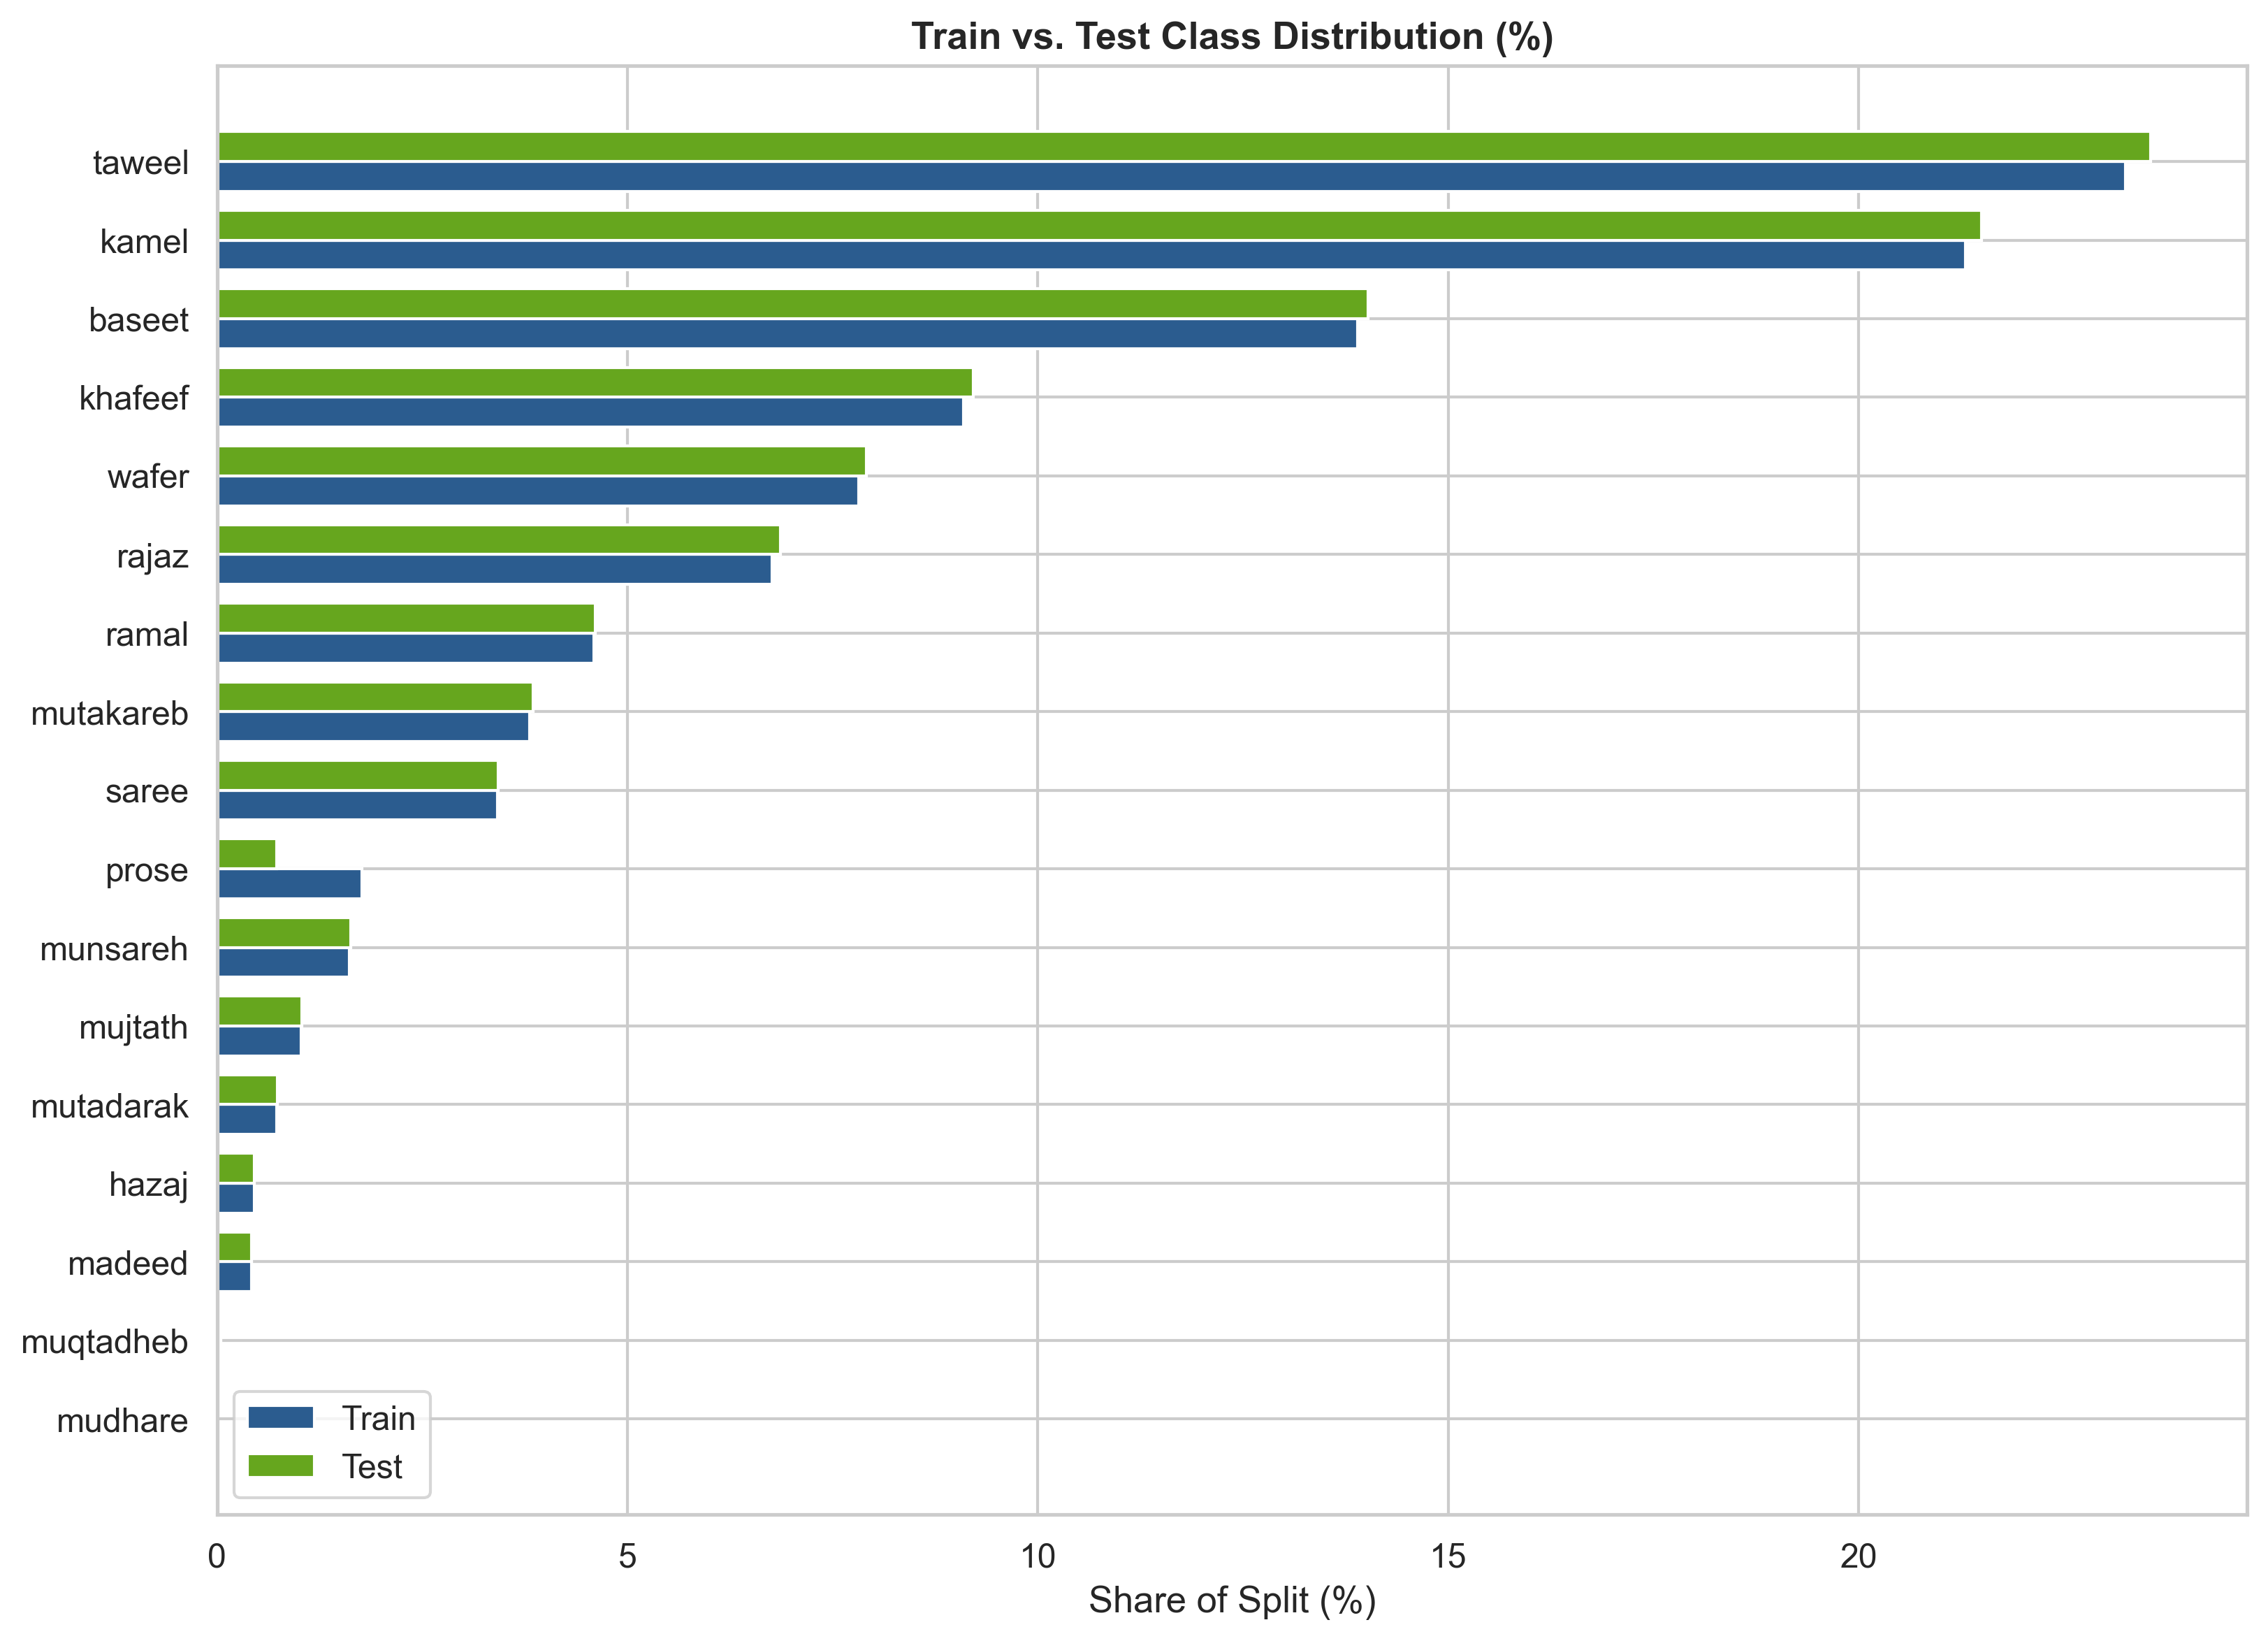 Train vs. Test Class Distribution (%)
taweel
kamel
baseet
khafeef
wafer
rajaz
ramal
mutakareb
saree
prose
munsareh
mujtath
mutadarak
hazaj
madeed
muqtadheb
mudhare
Train
Test
0 5 10 15 20
Share of Split (%)